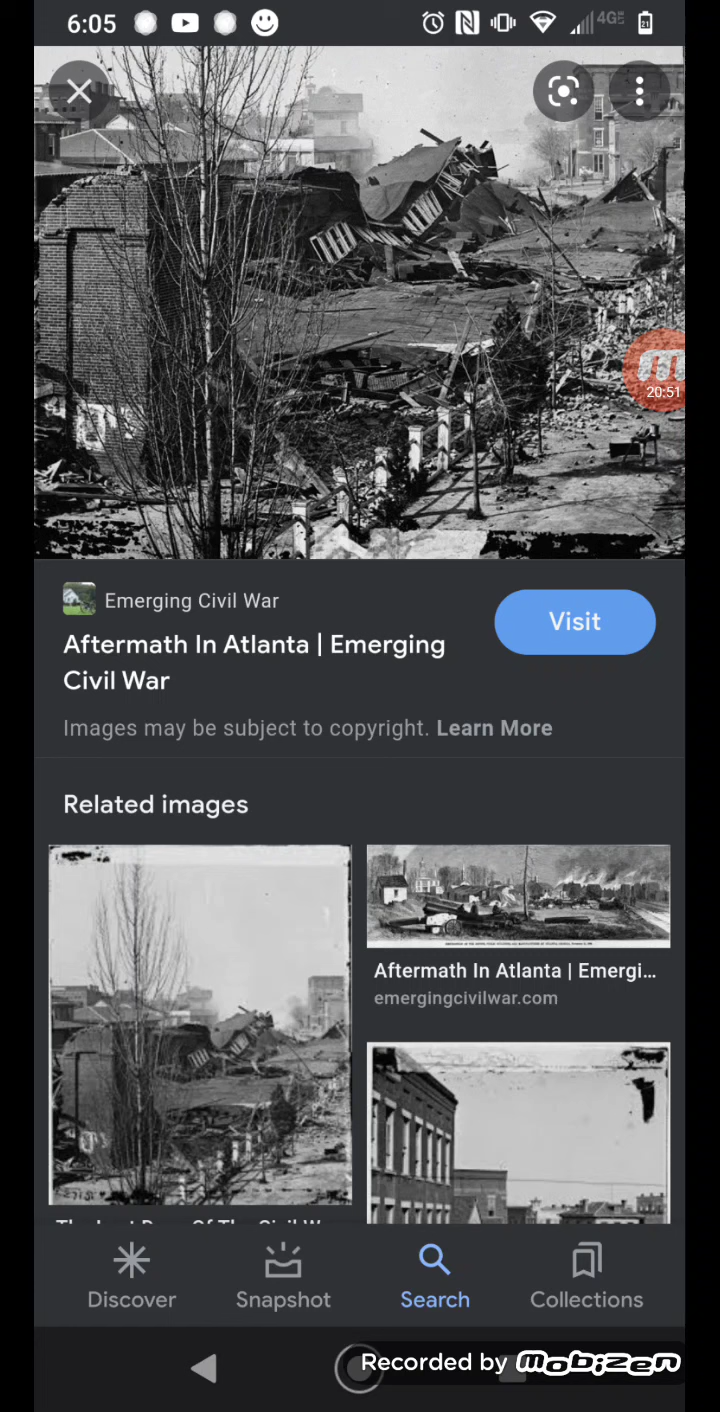 6:05
4G LTE
21
20:51
Emerging Civil War
Visit
Aftermath In Atlanta | Emerging
Civil War
Images may be subject to copyright. Learn More
Related images
Aftermath In Atlanta | Emergi...
emergingcivilwar.com
Discover
Snapshot
Search
Collections
Recorded by mobizen